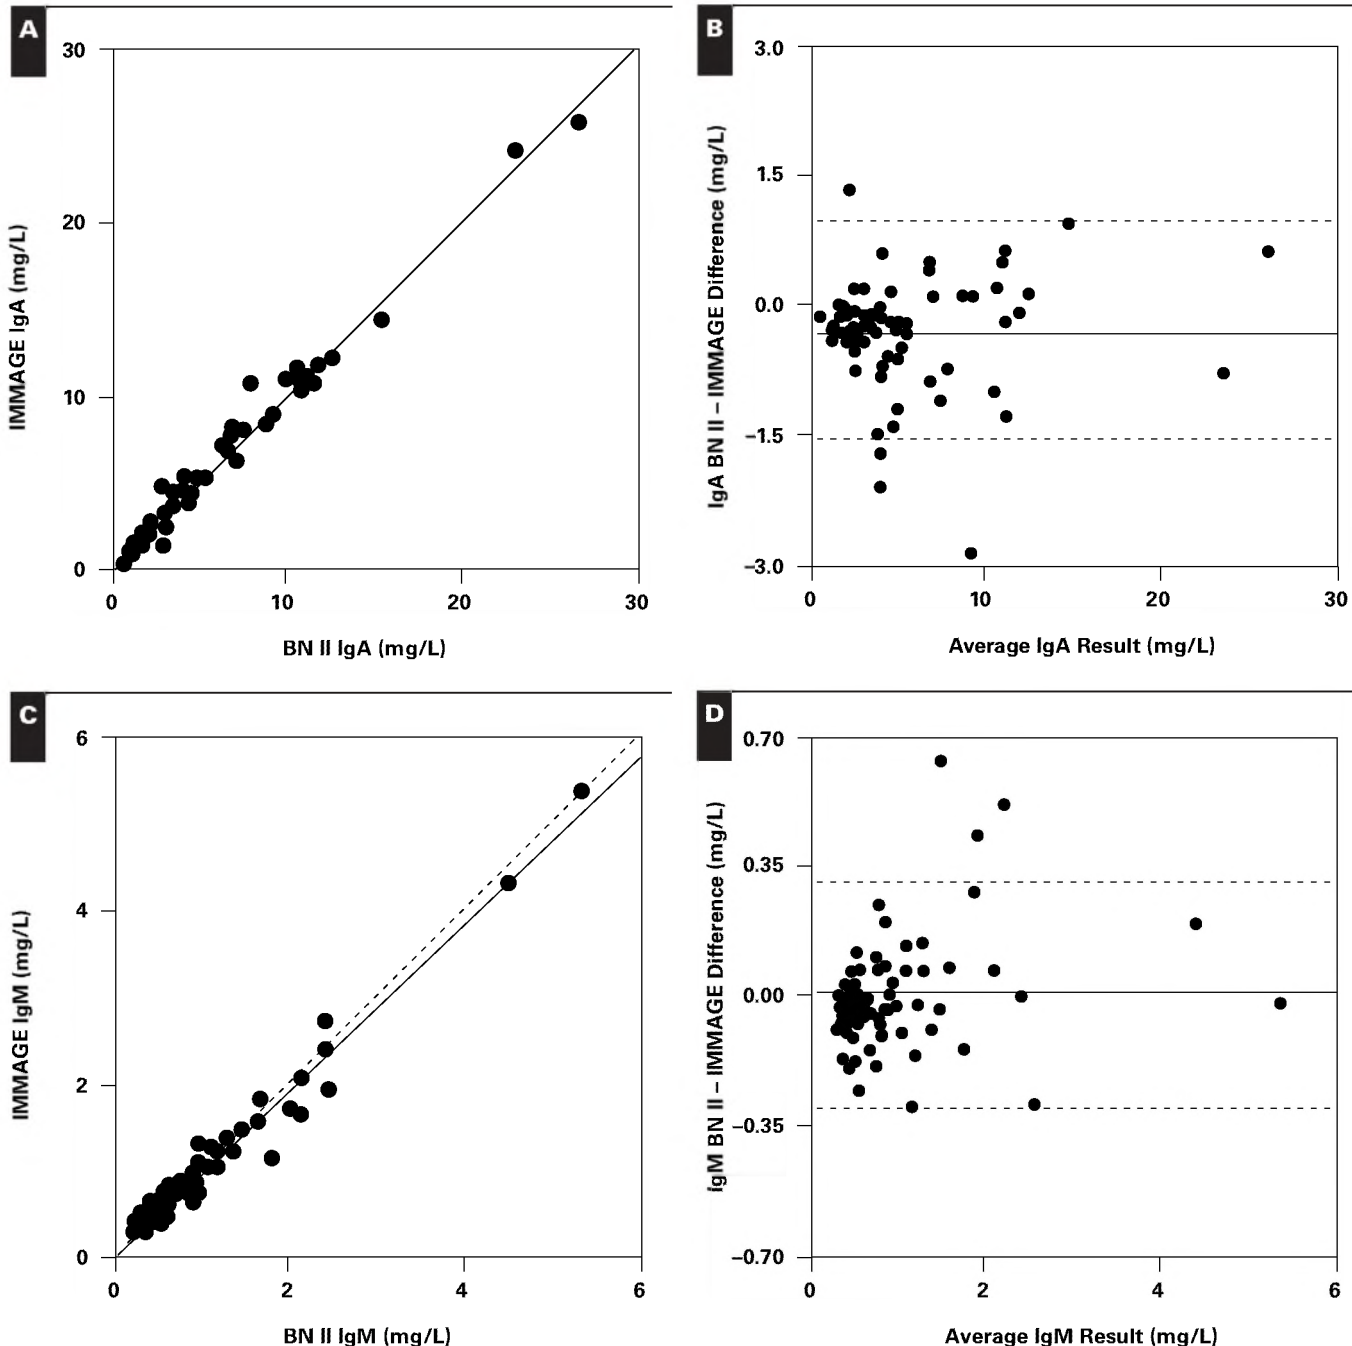 A
30
20
10
0
0
10
20
30
IMMAGE IgA (mg/L)
BN II IgA (mg/L)
B
3.0
1.5
0.0
–1.5
–3.0
0
10
20
30
IgA BN II – IMMAGE Difference (mg/L)
Average IgA Result (mg/L)
C
6
4
2
0
0
2
4
6
IMMAGE IgM (mg/L)
BN II IgM (mg/L)
D
0.70
0.35
0.00
–0.35
–0.70
0
2
4
6
IgM BN II – IMMAGE Difference (mg/L)
Average IgM Result (mg/L)